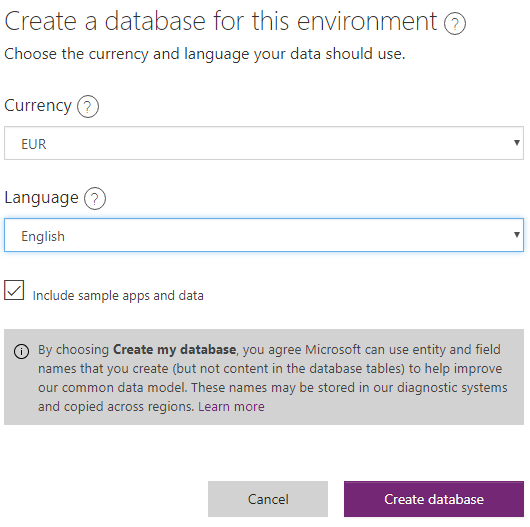 Create a database for this environment ?
Choose the currency and language your data should use.
Currency ?
EUR
Language ?
English
Include sample apps and data
By choosing Create my database, you agree Microsoft can use entity and field
names that you create (but not content in the database tables) to help improve
our common data model. These names may be stored in our diagnostic systems
and copied across regions. Learn more
Cancel
Create database